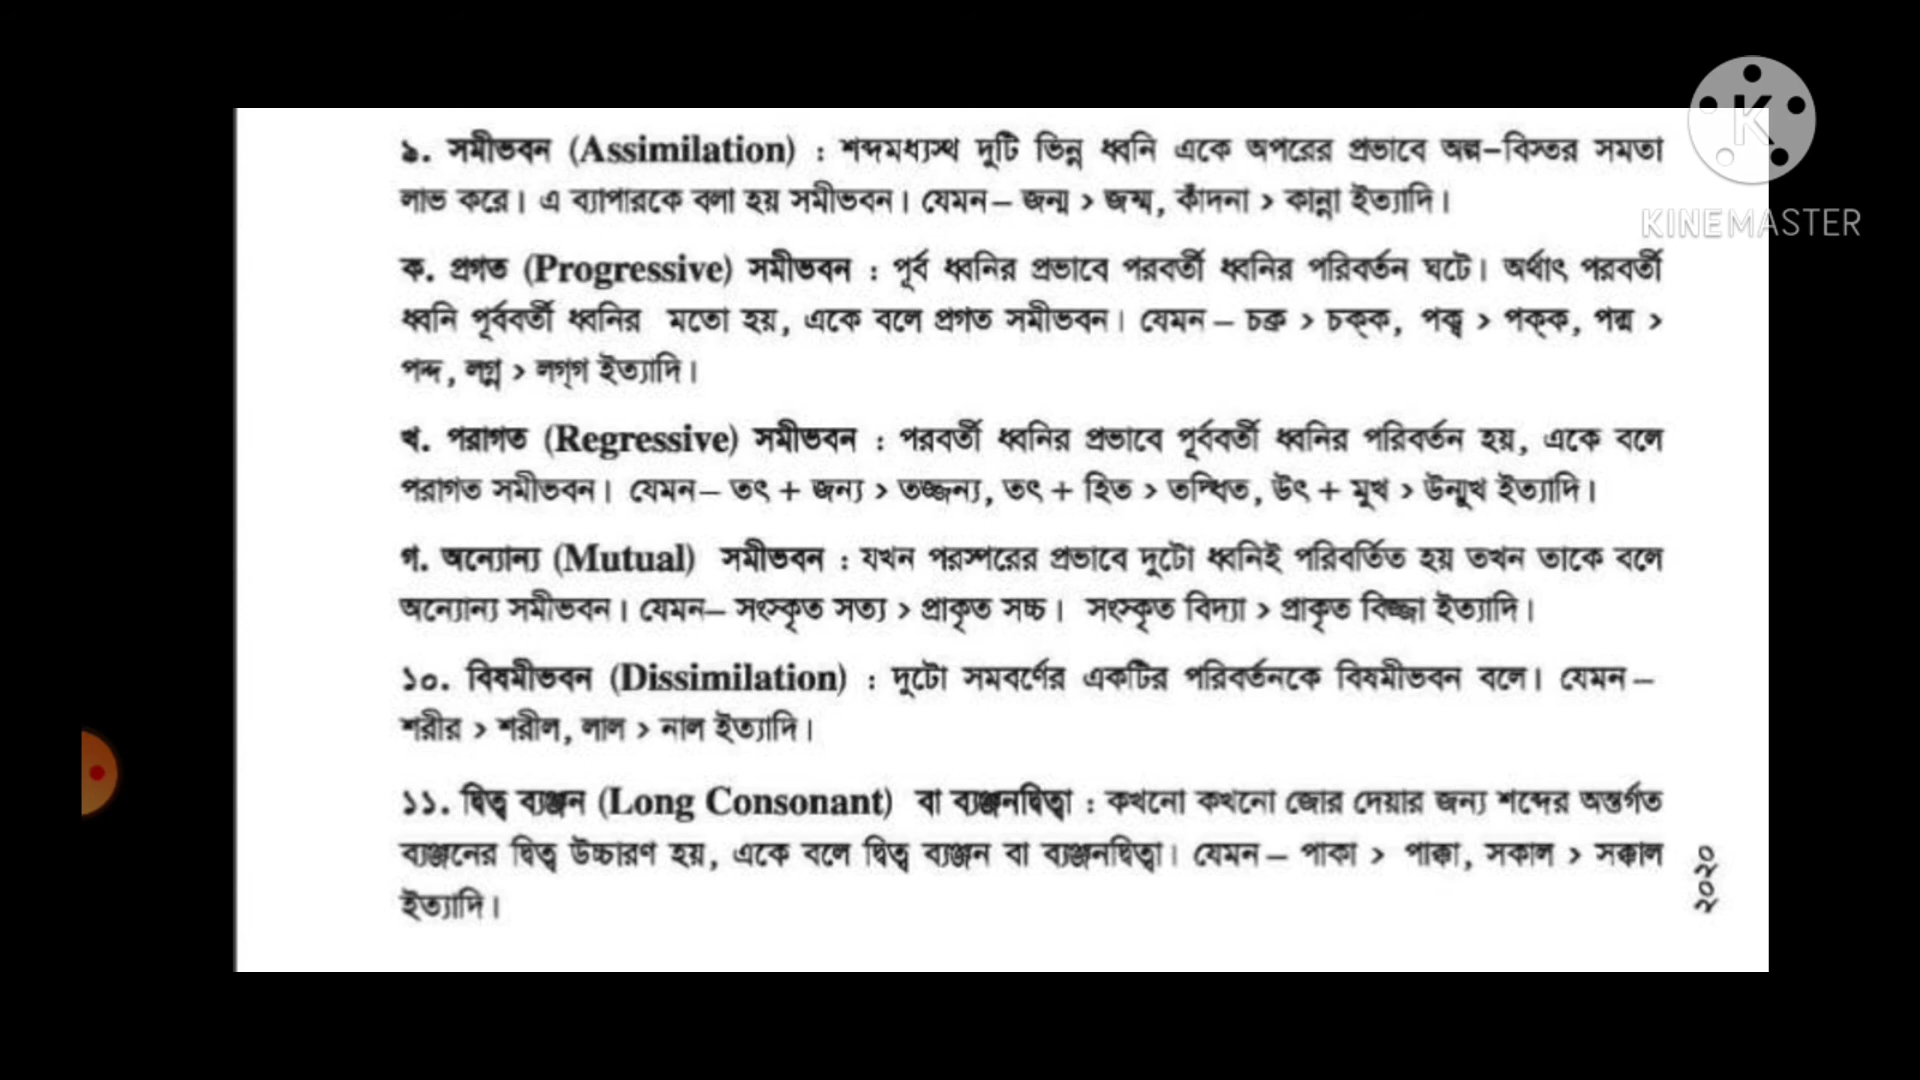 ৯. সমীভবন (Assimilation) : শব্দমধ্যস্থ দুটি ভিন্ন ধ্বনি একে অপরের প্রভাবে অল্প-বিস্তর সমতা
লাভ করে। এ ব্যাপারকে বলা হয় সমীভবন। যেমন– জন্ম > জম্ম, কাঁদনা > কান্না ইত্যাদি।
ক. প্রগত (Progressive) সমীভবন : পূর্ব ধ্বনির প্রভাবে পরবর্তী ধ্বনির পরিবর্তন ঘটে। অর্থাৎ পরবর্তী
ধ্বনি পূর্ববর্তী ধ্বনির মতো হয়, একে বলে প্রগত সমীভবন। যেমন – চক্র > চক্‌ক, পক্ব > পক্‌ক, পদ্ম >
পদ্দ, লগ্ন > লগ্‌গ ইত্যাদি।
খ. পরাগত (Regressive) সমীভবন : পরবর্তী ধ্বনির প্রভাবে পূর্ববর্তী ধ্বনির পরিবর্তন হয়, একে বলে
পরাগত সমীভবন। যেমন– তৎ + জন্য > তজ্জন্য, তৎ + হিত > তদ্ধিত, উৎ + মুখ > উন্মুখ ইত্যাদি।
গ. অন্যোন্য (Mutual) সমীভবন : যখন পরস্পরের প্রভাবে দুটো ধ্বনিই পরিবর্তিত হয় তখন তাকে বলে
অন্যোন্য সমীভবন। যেমন– সংস্কৃত সত্য > প্রাকৃত সচ্চ। সংস্কৃত বিদ্যা > প্রাকৃত বিজ্জা ইত্যাদি।
১০. বিষমীভবন (Dissimilation) : দুটো সমবর্ণের একটির পরিবর্তনকে বিষমীভবন বলে। যেমন –
শরীর > শরীল, লাল > নাল ইত্যাদি।
১১. দ্বিত্ব ব্যঞ্জন (Long Consonant) বা ব্যঞ্জনদ্বিত্বা : কখনো কখনো জোর দেয়ার জন্য শব্দের অন্তর্গত
ব্যঞ্জনের দ্বিত্ব উচ্চারণ হয়, একে বলে দ্বিত্ব ব্যঞ্জন বা ব্যঞ্জনদ্বিত্বা। যেমন – পাকা > পাক্কা, সকাল > সক্কাল
ইত্যাদি।
২০২০
K
KINEMASTER